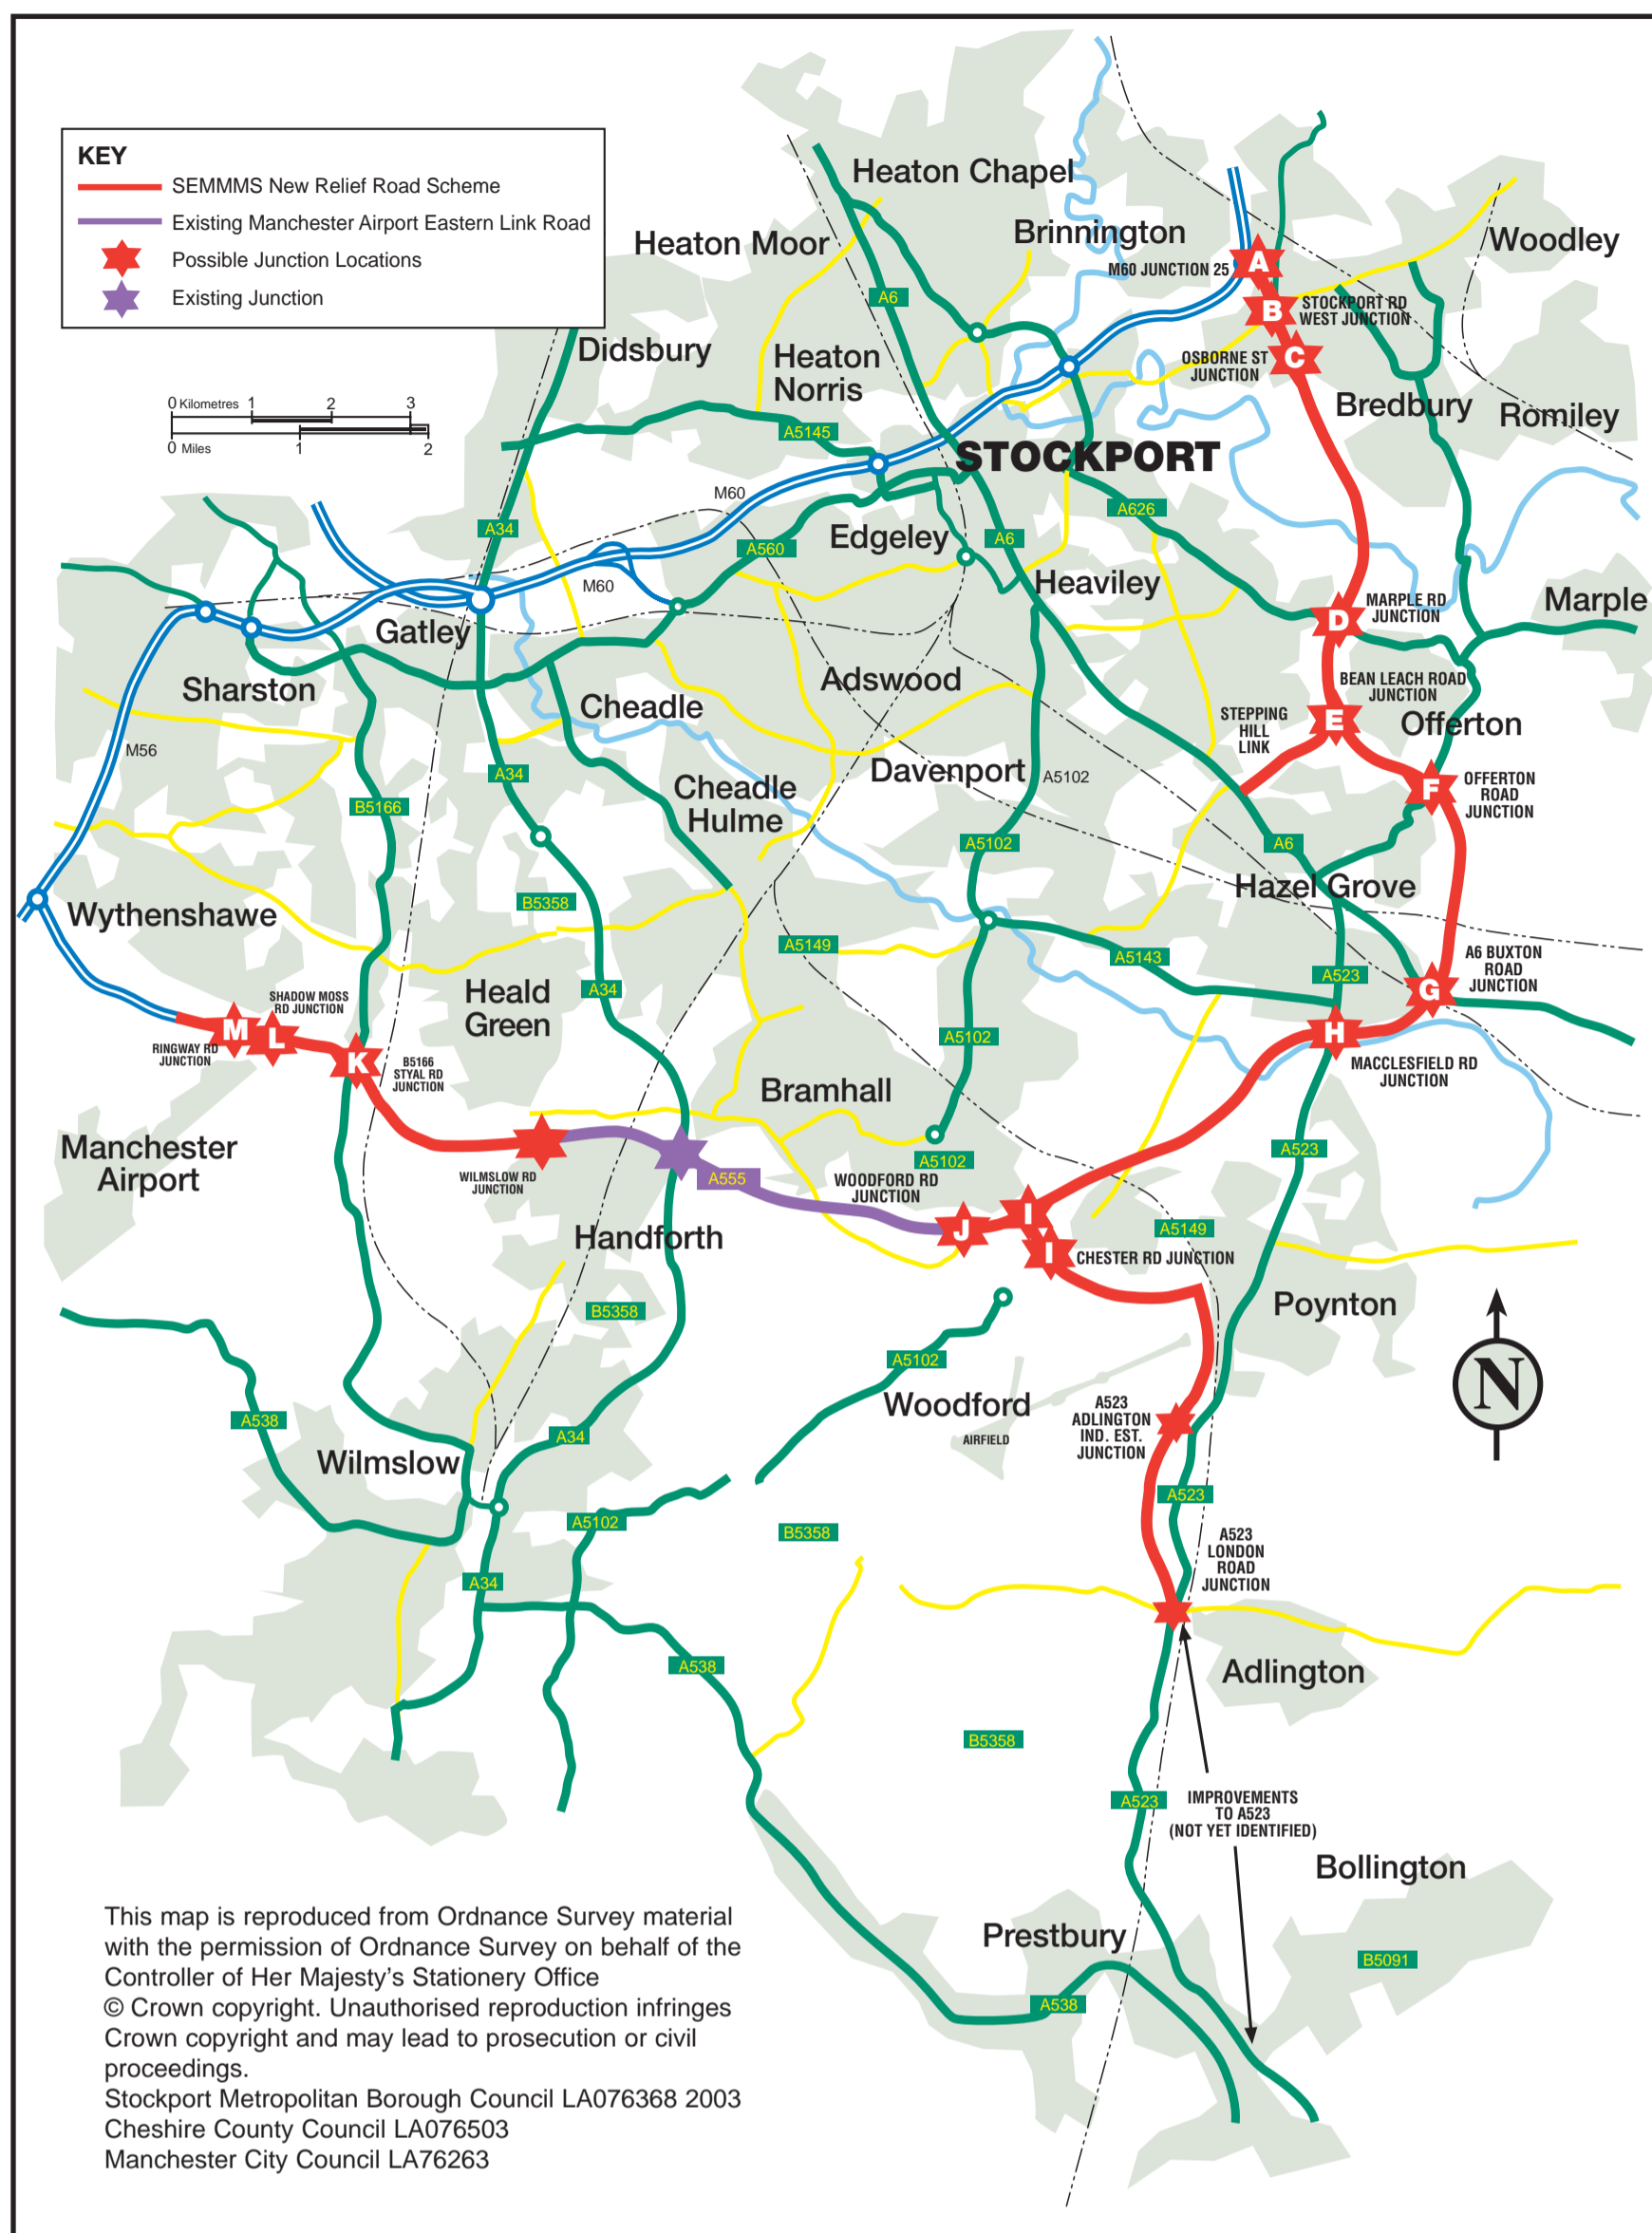 KEY
SEMMMS New Relief Road Scheme
Existing Manchester Airport Eastern Link Road
Possible Junction Locations
Existing Junction
0 Kilometres 1 2 3
0 Miles 1 2
Heaton Chapel
Heaton Moor
Brinnington
Woodley
M60 JUNCTION 25
A
B
STOCKPORT RD
WEST JUNCTION
A6
Didsbury
Heaton
Norris
OSBORNE ST
JUNCTION
C
Bredbury
Romiley
A5145
STOCKPORT
M60
A34
A560
Edgeley
A6
A626
M60
Heaviley
Gatley
D
MARPLE RD
JUNCTION
Marple
Sharston
Cheadle
Adswood
BEAN LEACH ROAD
JUNCTION
STEPPING
HILL
LINK
E
Offerton
M56
A34
Davenport
A5102
Cheadle
Hulme
B5166
F
OFFERTON
ROAD
JUNCTION
A5102
A6
Hazel Grove
B5358
Wythenshawe
A5149
A5143
A523
A6 BUXTON
ROAD
JUNCTION
G
Heald
Green
A34
SHADOW MOSS
RD JUNCTION
M
L
RINGWAY RD
JUNCTION
K
B5166
STYAL RD
JUNCTION
A5102
H
MACCLESFIELD RD
JUNCTION
Bramhall
A523
Manchester
Airport
WILMSLOW RD
JUNCTION
A555
A5102
WOODFORD RD
JUNCTION
J
I
I
A5149
CHESTER RD JUNCTION
Handforth
Poynton
B5358
A5102
N
Woodford
AIRFIELD
A523
ADLINGTON
IND. EST.
JUNCTION
A538
A34
Wilmslow
A523
A5102
B5358
A523
LONDON
ROAD
JUNCTION
A34
A538
Adlington
B5358
A523
IMPROVEMENTS
TO A523
(NOT YET IDENTIFIED)
Bollington
Prestbury
B5091
A538
This map is reproduced from Ordnance Survey material
with the permission of Ordnance Survey on behalf of the
Controller of Her Majesty's Stationery Office
© Crown copyright. Unauthorised reproduction infringes
Crown copyright and may lead to prosecution or civil
proceedings.
Stockport Metropolitan Borough Council LA076368 2003
Cheshire County Council LA076503
Manchester City Council LA76263